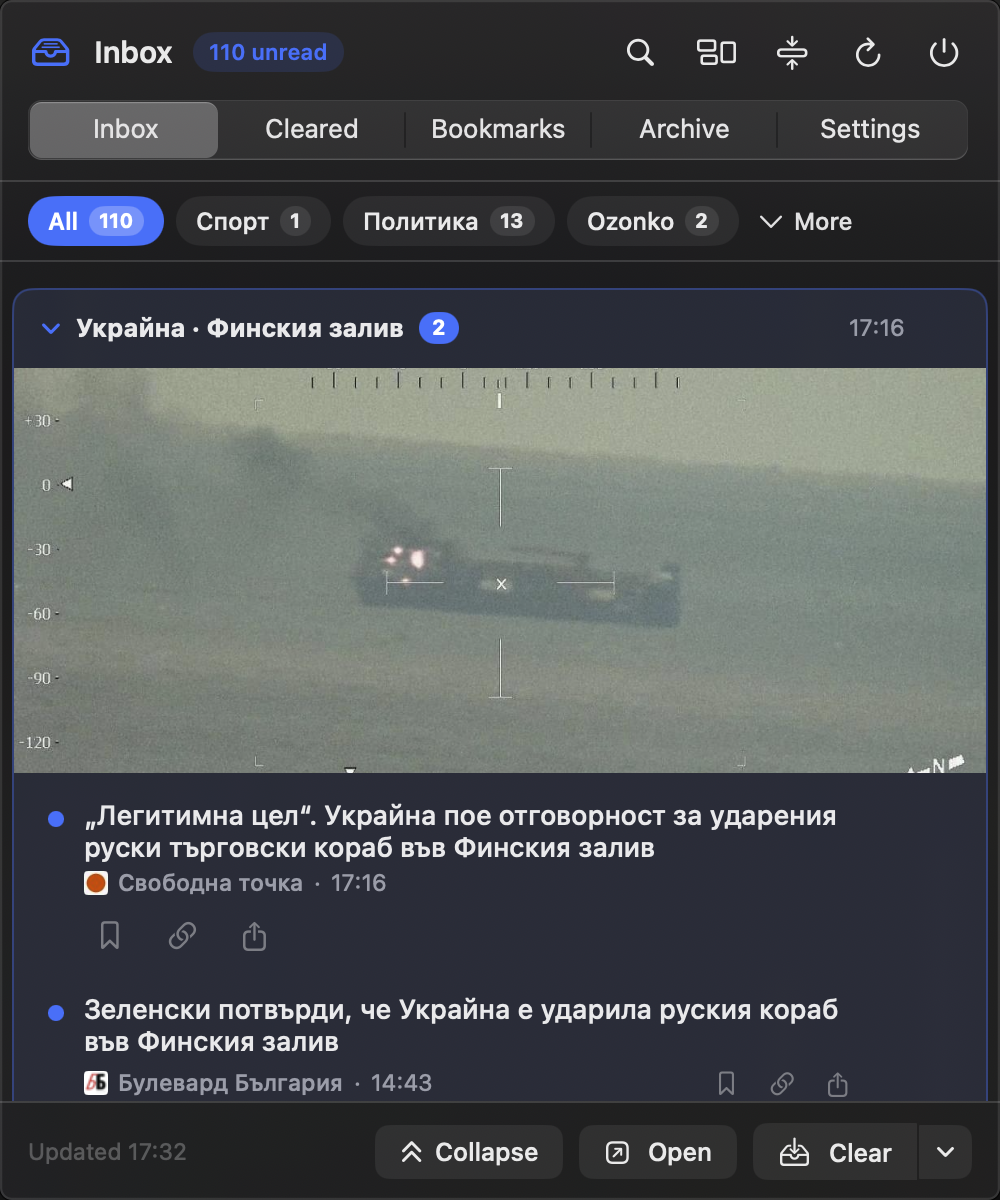 Inbox
110 unread
Inbox
Cleared
Bookmarks
Archive
Settings
All 110
Спорт 1
Политика 13
Ozonko 2
More
Украйна · Финския залив 2
17:16
+30
0
-30
-60
-90
-120
X
N
„Легитимна цел“. Украйна пое отговорност за ударения
руски търговски кораб във Финския залив
Свободна точка · 17:16
Зеленски потвърди, че Украйна е ударила руския кораб
във Финския залив
ББ Булевард България · 14:43
Updated 17:32
Collapse
Open
Clear